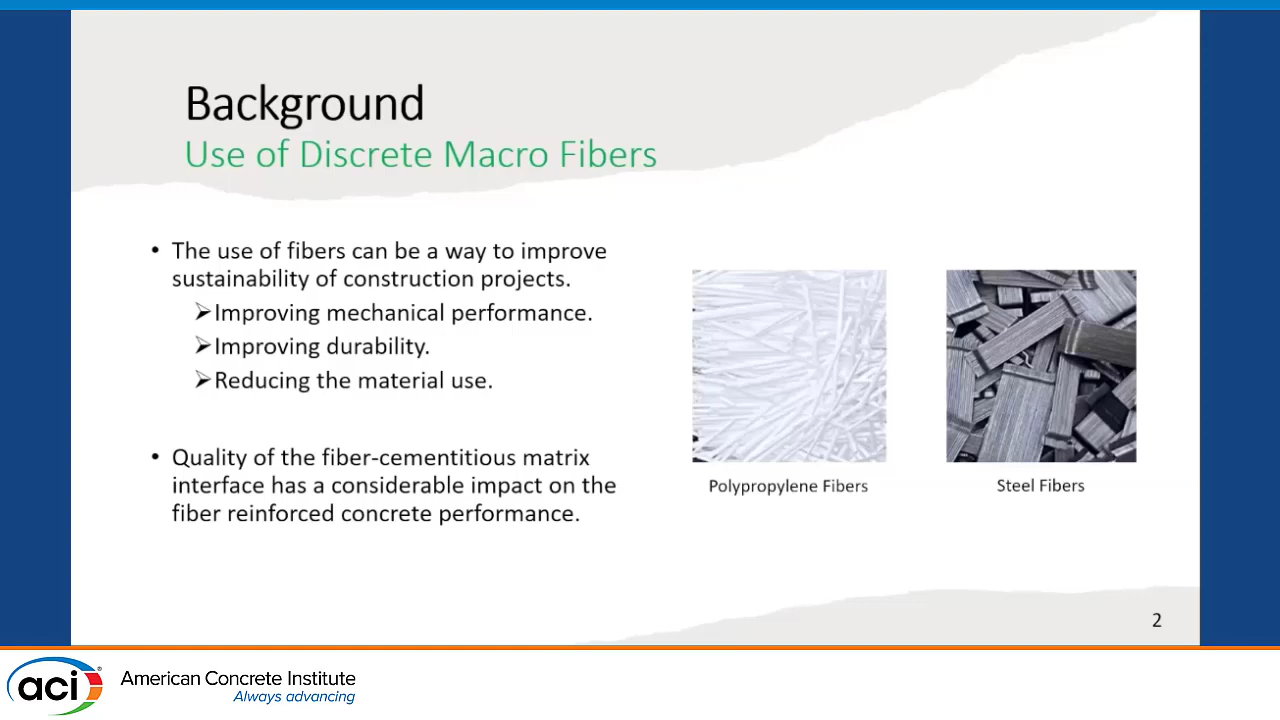 Background
Use of Discrete Macro Fibers
• The use of fibers can be a way to improve
sustainability of construction projects.
➢Improving mechanical performance.
➢Improving durability.
➢Reducing the material use.
• Quality of the fiber-cementitious matrix
interface has a considerable impact on the
fiber reinforced concrete performance.
Polypropylene Fibers
Steel Fibers
2
aci®
American Concrete Institute
Always advancing